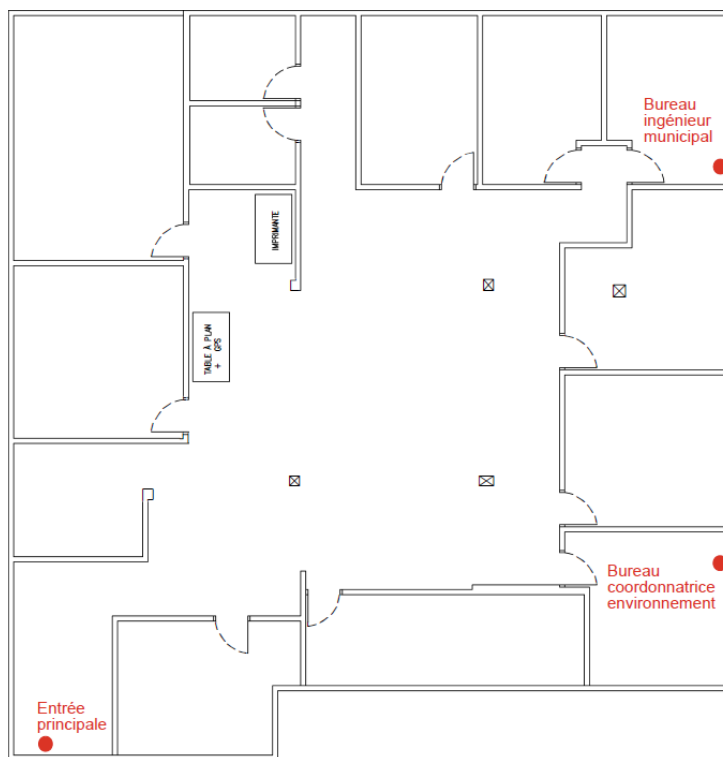 Bureau
ingénieur
municipal
IMPRIMANTE
TABLE À PLAN
+ GPS
Bureau
coordonnatrice
environnement
Entrée
principale